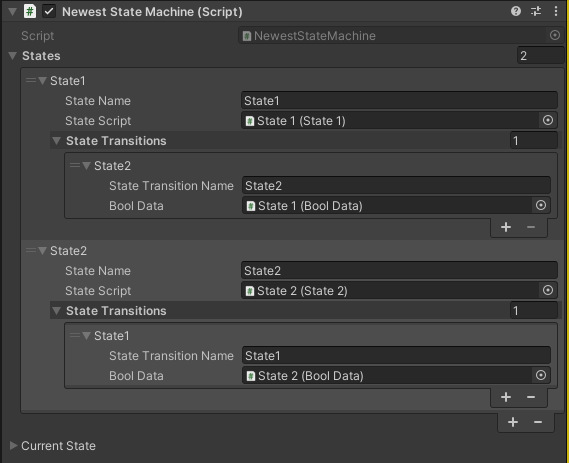 Newest State Machine (Script)
Script NewestStateMachine
States 2
State1
State Name State1
State Script State 1 (State 1)
State Transitions 1
State2
State Transition Name State2
Bool Data State 1 (Bool Data)
State2
State Name State2
State Script State 2 (State 2)
State Transitions 1
State1
State Transition Name State1
Bool Data State 2 (Bool Data)
Current State